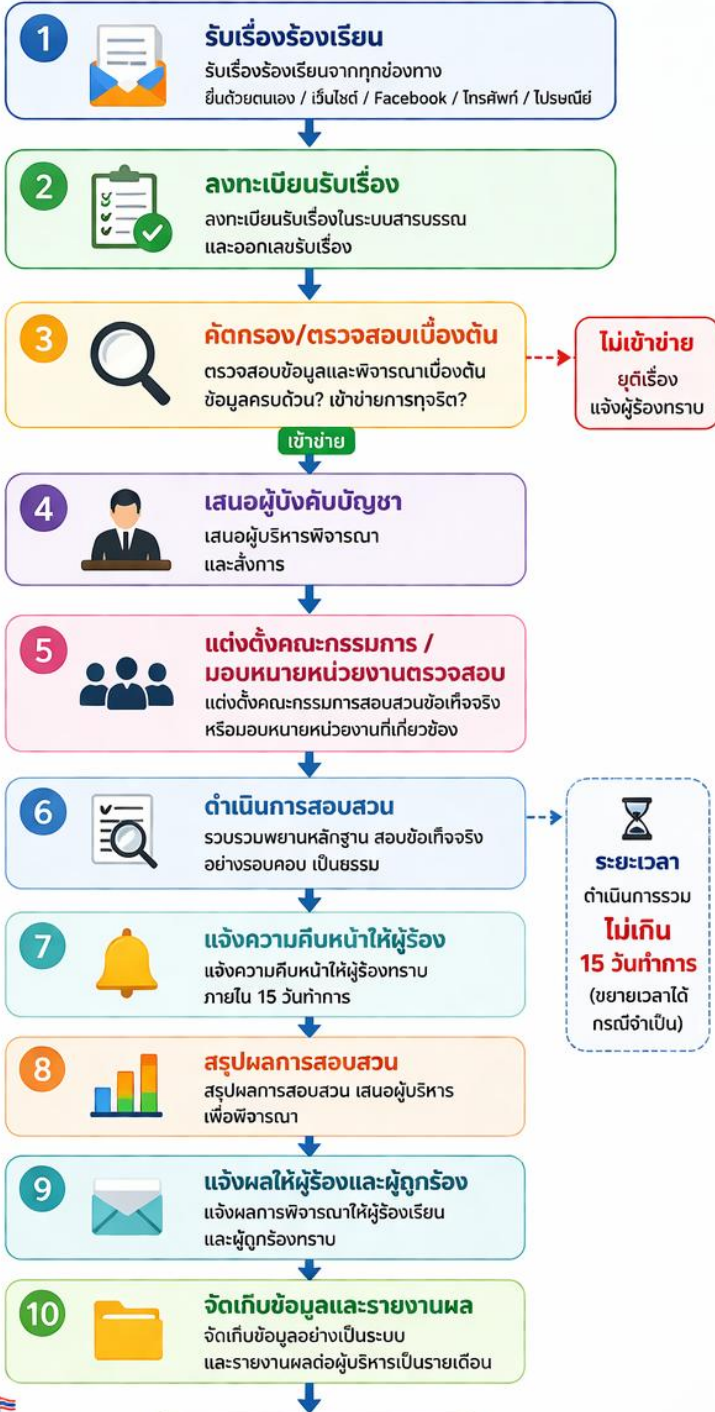 1
รับเรื่องร้องเรียน
รับเรื่องร้องเรียนจากทุกช่องทาง
ยื่นด้วยตนเอง / เว็บไซต์ / Facebook / โทรศัพท์ / ไปรษณีย์
2
ลงทะเบียนรับเรื่อง
ลงทะเบียนรับเรื่องในระบบสารบรรณ
และออกเลขรับเรื่อง
3
คัดกรอง/ตรวจสอบเบื้องต้น
ตรวจสอบข้อมูลและพิจารณาเบื้องต้น
ข้อมูลครบด้วน? เข้าข่ายการทุจริต?
ไม่เข้าข่าย
ยุติเรื่อง
แจ้งผู้ร้องทราบ
เข้าข่าย
4
เสนอผู้บังคับบัญชา
เสนอผู้บริหารพิจารณา
และสั่งการ
5
แต่งตั้งคณะกรรมการ /
มอบหมายหน่วยงานตรวจสอบ
แต่งตั้งคณะกรรมการสอบสวนข้อเท็จจริง
หรือมอบหมายหน่วยงานที่เกี่ยวข้อง
6
ดำเนินการสอบสวน
รวบรวมพยานหลักฐาน สอบข้อเท็จจริง
อย่างรอบคอบ เป็นธรรม
ระยะเวลา
ดำเนินการรวม
ไม่เกิน
15 วันทำการ
(ขยายเวลาได้
กรณีจำเป็น)
7
แจ้งความคืบหน้าให้ผู้ร้อง
แจ้งความคืบหน้าให้ผู้ร้องทราบ
ภายใน 15 วันทำการ
8
สรุปผลการสอบสวน
สรุปผลการสอบสวน เสนอผู้บริหาร
เพื่อพิจารณา
9
แจ้งผลให้ผู้ร้องและผู้ถูกร้อง
แจ้งผลการพิจารณาให้ผู้ร้องเรียน
และผู้ถูกร้องทราบ
10
จัดเก็บข้อมูลและรายงานผล
จัดเก็บข้อมูลอย่างเป็นระบบ
และรายงานผลต่อผู้บริหารเป็นรายเดือน